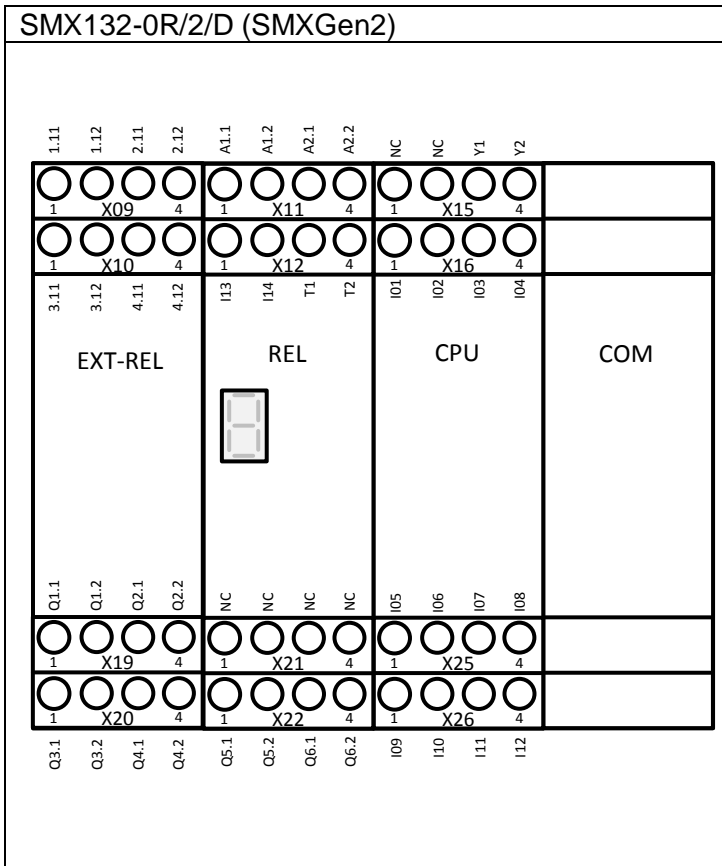 SMX132-0R/2/D (SMXGen2)
1.11 1.12 2.11 2.12 A1.1 A1.2 A2.1 A2.2 NC NC Y1 Y2
1 X09 4 1 X11 4 1 X15 4
1 X10 4 1 X12 4 1 X16 4
3.11 3.12 4.11 4.12 I13 I14 T1 T2 I01 I02 I03 I04
EXT-REL REL CPU COM
Q1.1 Q1.2 Q2.1 Q2.2 NC NC NC NC I05 I06 I07 I08
1 X19 4 1 X21 4 1 X25 4
1 X20 4 1 X22 4 1 X26 4
Q3.1 Q3.2 Q4.1 Q4.2 Q5.1 Q5.2 Q6.1 Q6.2 I09 I10 I11 I12